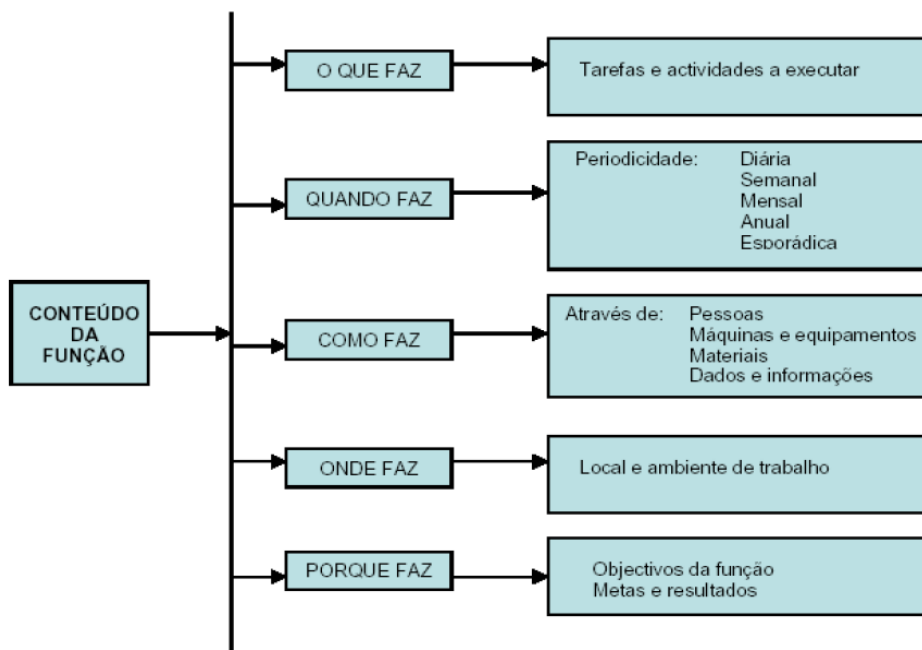 O QUE FAZ
Tarefas e actividades a executar
QUANDO FAZ
Periodicidade: Diária
Semanal
Mensal
Anual
Esporádica
CONTEÚDO
DA
FUNÇÃO
COMO FAZ
Através de: Pessoas
Máquinas e equipamentos
Materiais
Dados e informações
ONDE FAZ
Local e ambiente de trabalho
PORQUE FAZ
Objectivos da função
Metas e resultados